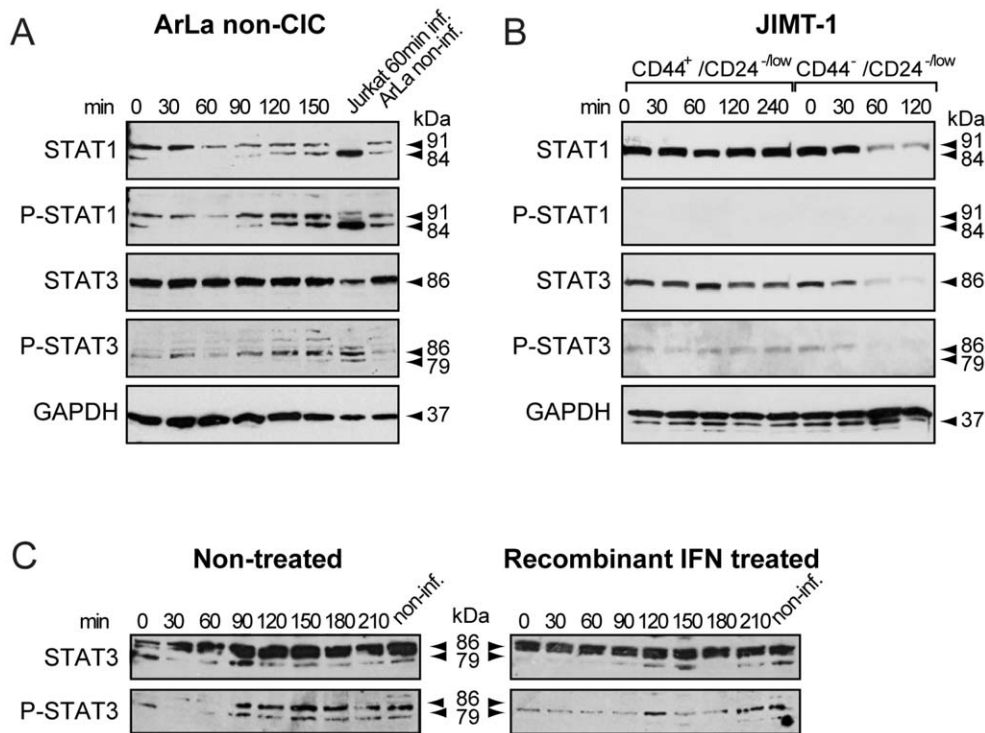 A
ArLa non-CIC
Jurkat 60min inf.
ArLa non-inf.
min 0 30 60 90 120 150
kDa
STAT1 91
84
P-STAT1 91
84
STAT3 86
P-STAT3 86
79
GAPDH 37
B
JIMT-1
CD44+ /CD24-/low CD44- /CD24-/low
min 0 30 60 120 240 0 30 60 120
kDa
STAT1 91
84
P-STAT1 91
84
STAT3 86
P-STAT3 86
79
GAPDH 37
C
Non-treated
Recombinant IFN treated
min 0 30 60 90 120 150 180 210 non-inf. kDa 0 30 60 90 120 150 180 210 non-inf.
STAT3 86
79
P-STAT3 86
79